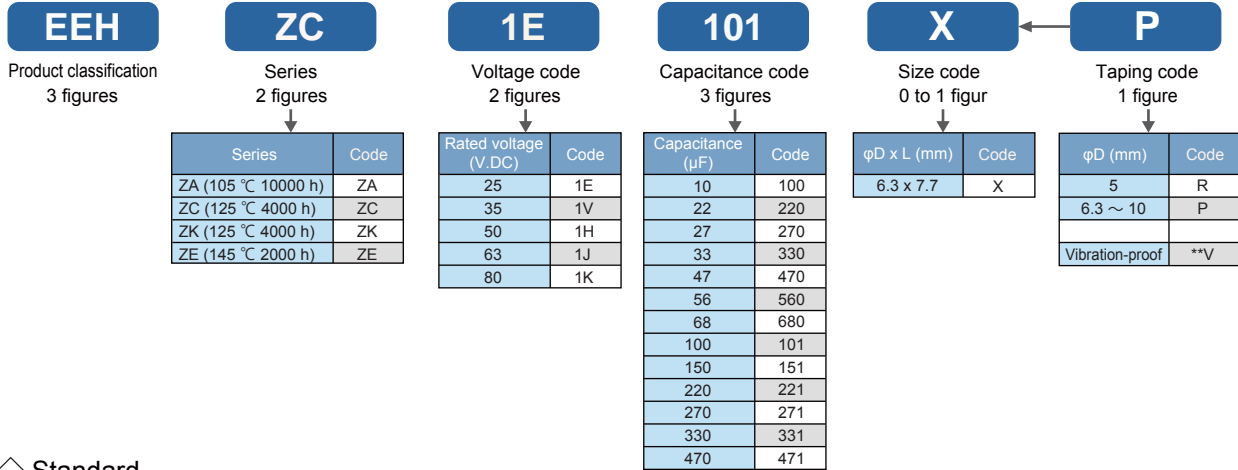 EEH ZC 1E 101 X P
Product classification Series Voltage code Capacitance code Size code Taping code
3 figures 2 figures 2 figures 3 figures 0 to 1 figur 1 figure
Series Code
ZA (105 ℃ 10000 h) ZA
ZC (125 ℃ 4000 h) ZC
ZK (125 ℃ 4000 h) ZK
ZE (145 ℃ 2000 h) ZE
Rated voltage
(V.DC) Code
25 1E
35 1V
50 1H
63 1J
80 1K
Capacitance
(μF) Code
10 100
22 220
27 270
33 330
47 470
56 560
68 680
100 101
150 151
220 221
270 271
330 331
470 471
φD x L (mm) Code
6.3 x 7.7 X
φD (mm) Code
5 R
6.3 ～ 10 P
Vibration-proof **V
◇ Standard